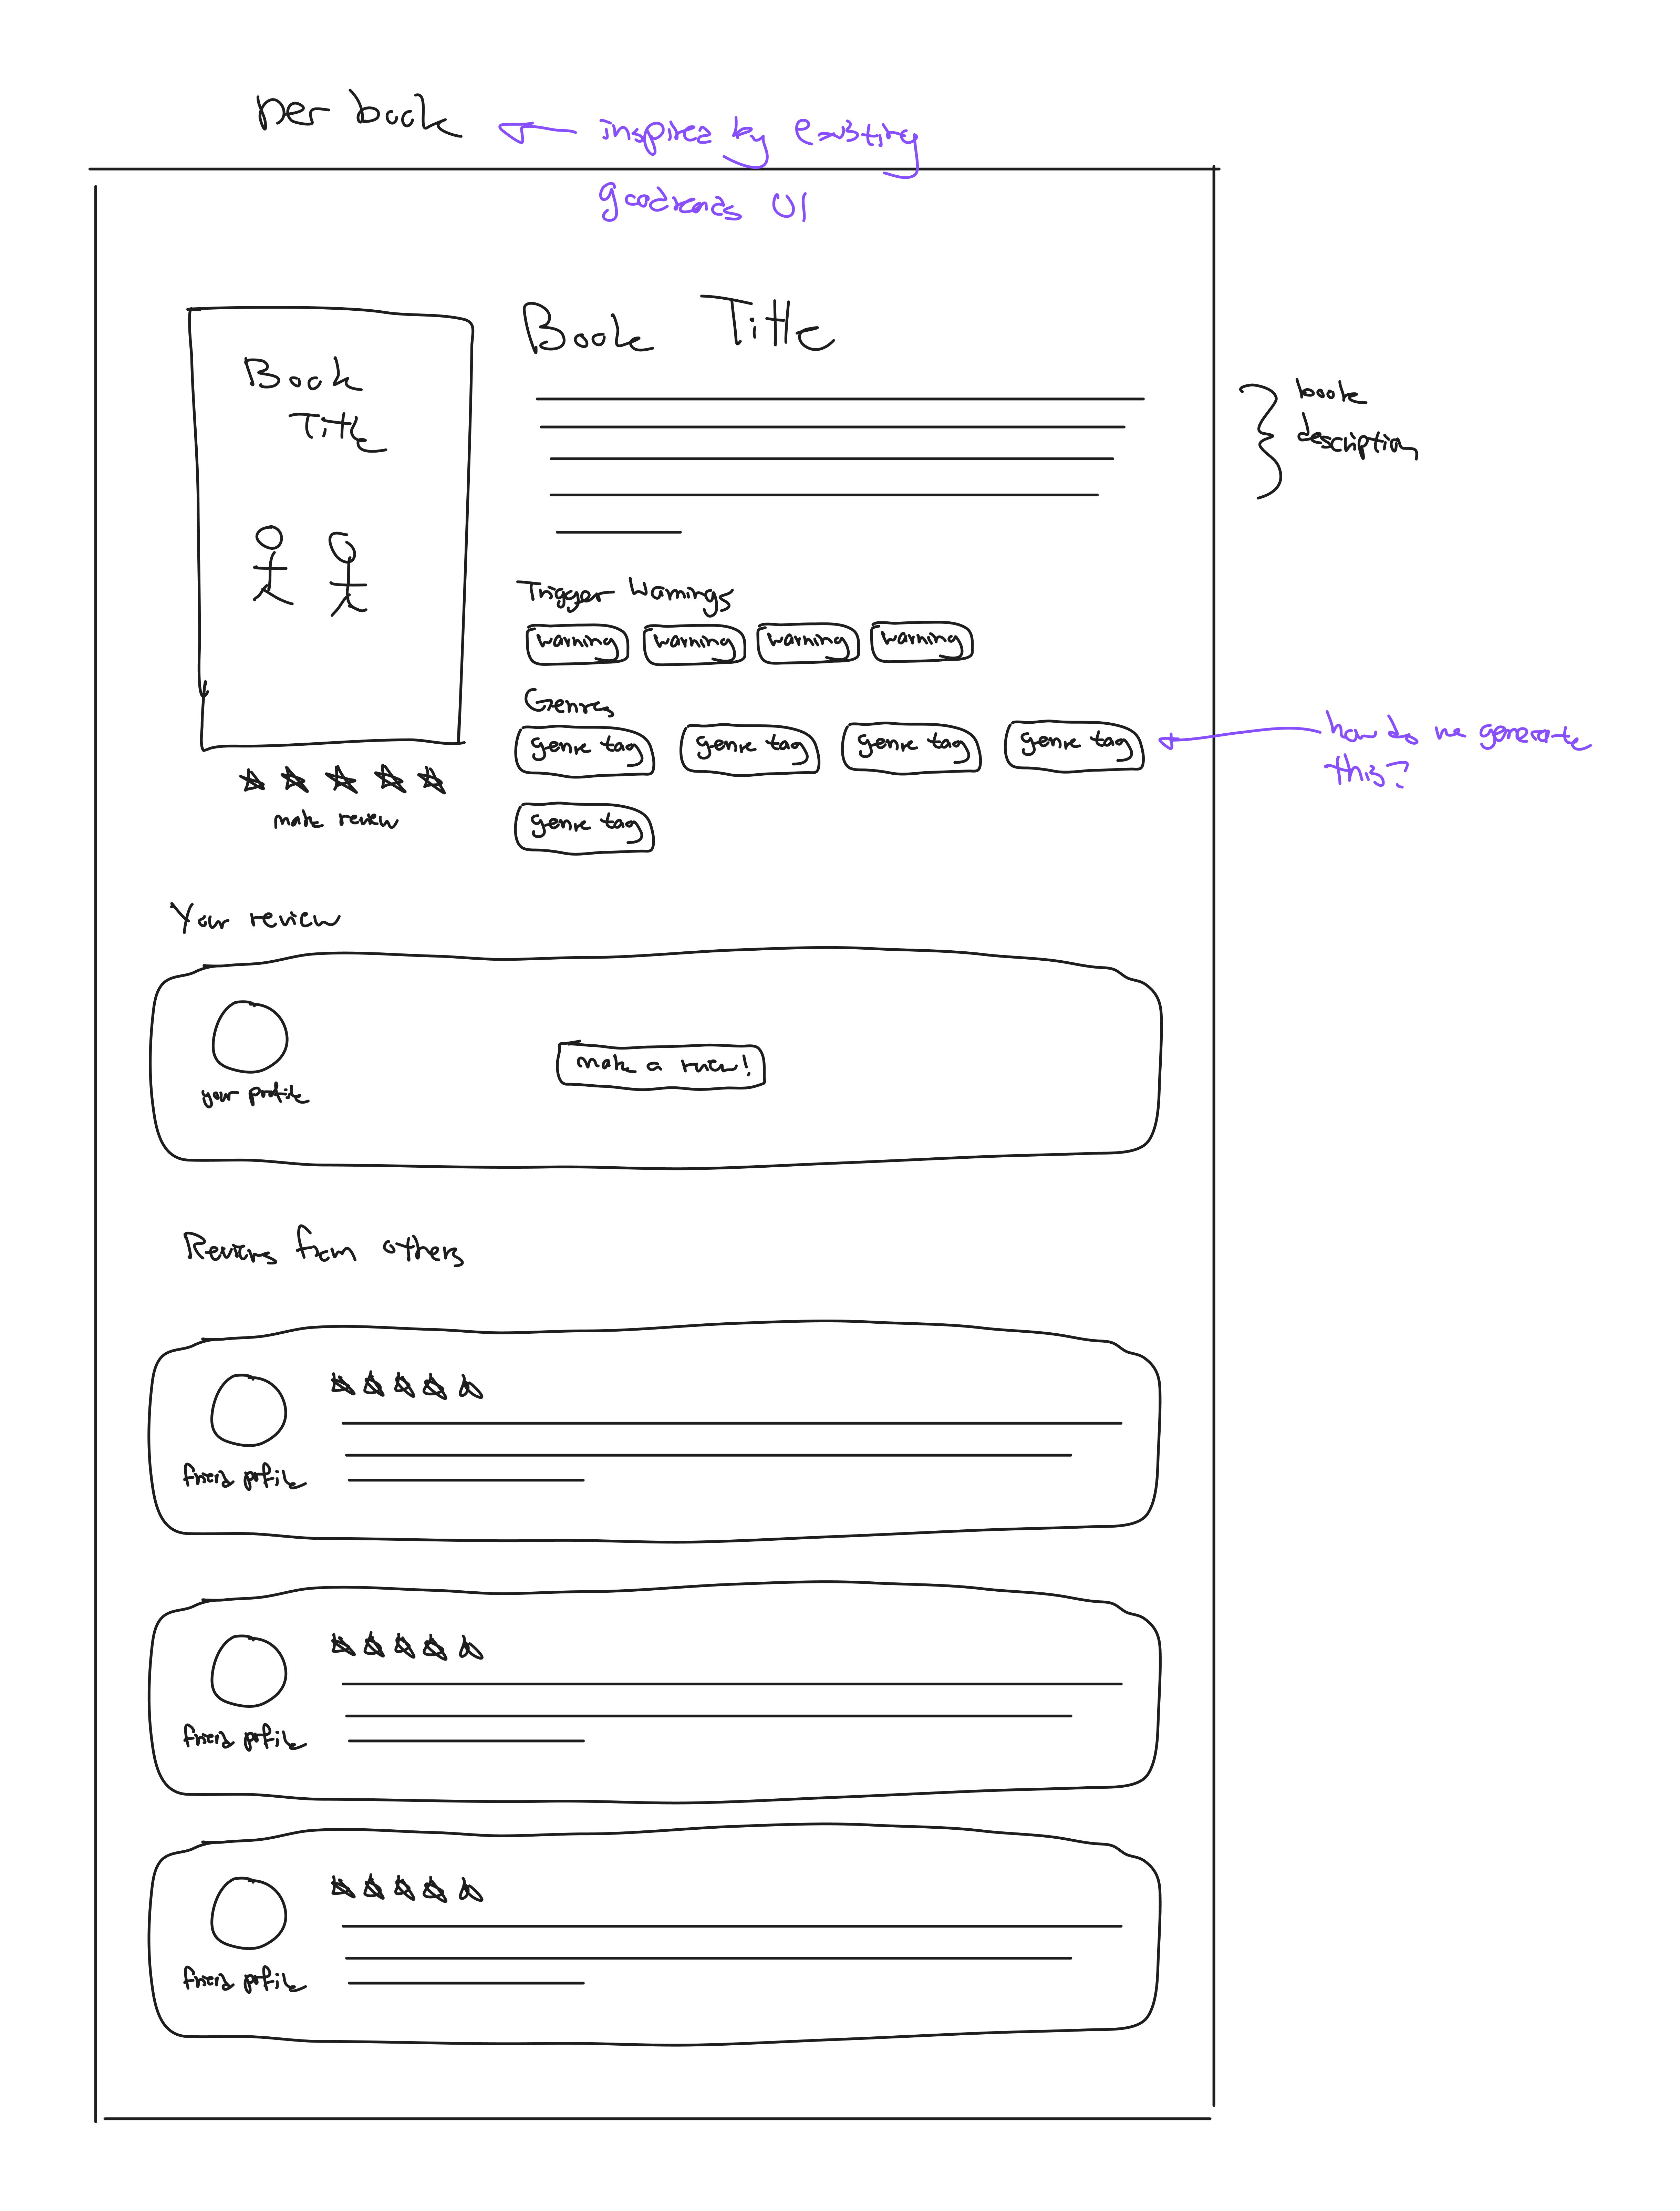 per book
inspired by existing
goodreads UI
Book
Title
Book Title
book
description
Trigger Warnings
warning warning warning warning
Genres
genre tag genre tag genre tag genre tag
how do we generate
this?
genre tag
make review
Your review
make a review!
your profile
Reviews from others
friend profile
friend profile
friend profile